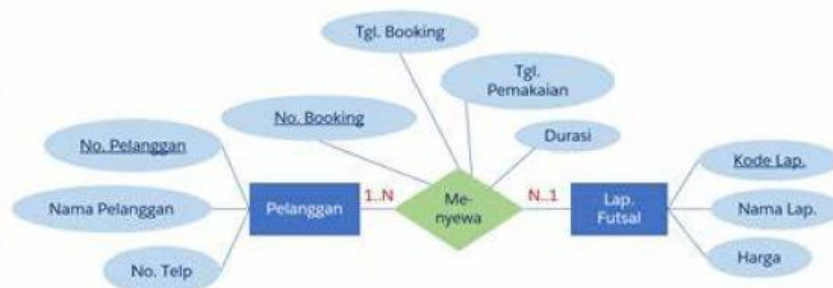 Tgl. Booking
Tgl.
Pemakaian
No. Booking
Durasi
No. Pelanggan
Kode Lap.
Nama Pelanggan
Pelanggan
1..N
Me-
nyewa
N..1
Lap.
Futsal
Nama Lap.
No. Telp
Harga